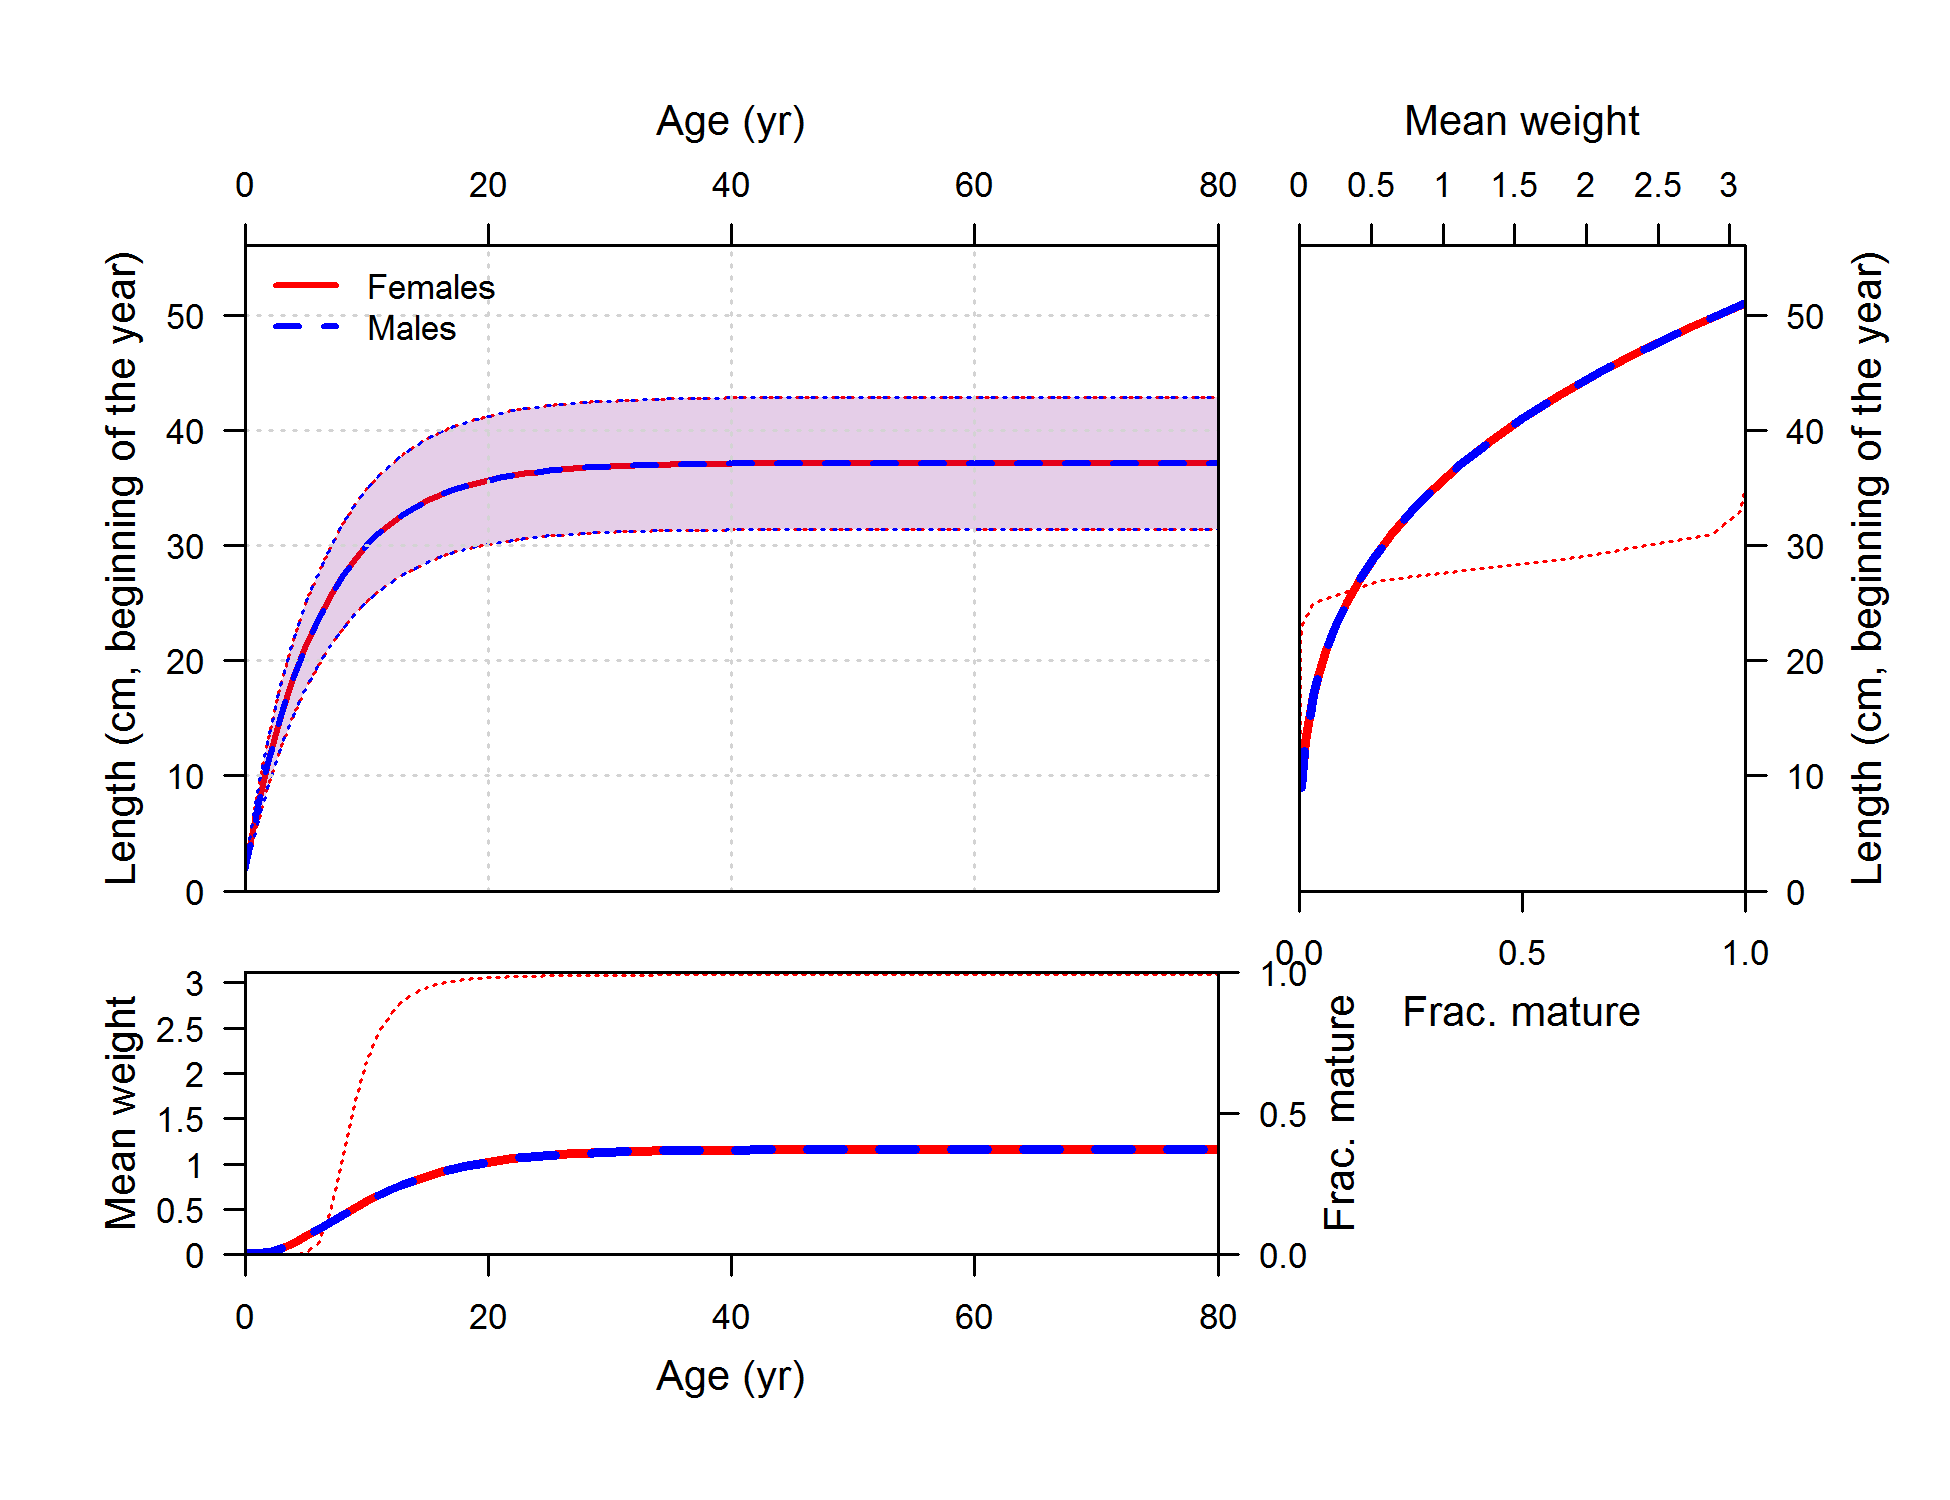 Age (yr)
Mean weight
0 20 40 60 80
0 0.5 1 1.5 2 2.5 3
Females
Males
Length (cm, beginning of the year)
50
40
30
20
10
0
50
40
30
20
10
0
Length (cm, beginning of the year)
0.0 0.5 1.0
Frac. mature
Mean weight
3
2.5
2
1.5
1
0.5
0
1.0
0.5
0.0
Frac. mature
0 20 40 60 80
Age (yr)